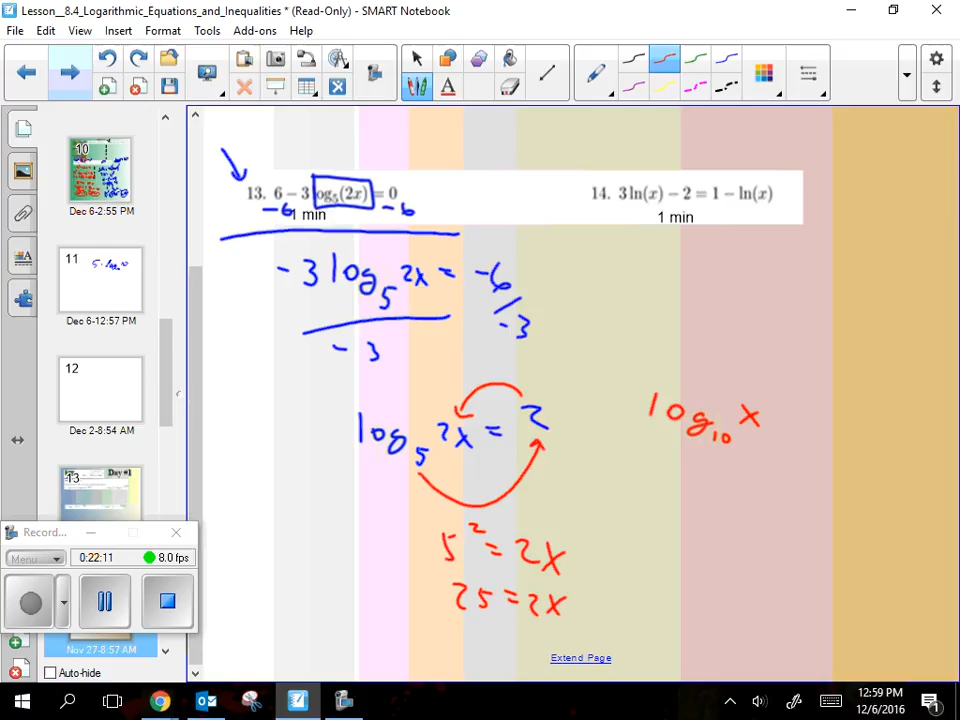 Lesson__8.4_Logarithmic_Equations_and_Inequalities * (Read-Only) — SMART Notebook
File Edit View Insert Format Tools Add-ons Help
10
Dec 6-2:55 PM
11
5·log
Dec 6-12:57 PM
12
Dec 2-8:54 AM
13 Day #1
Nov 27-8:57 AM
Auto-hide
Record...
Menu 0:22:11 8.0 fps
13. 6 − 3 log₅(2x) = 0
−6 −6
1 min
14. 3 ln(x) − 2 = 1 − ln(x)
1 min
−3 log₅ 2x = −6/−3
−3
log₅ 2x = 2
5² = 2x
25 = 2x
log₁₀ x
Extend Page
12:59 PM
12/6/2016
1